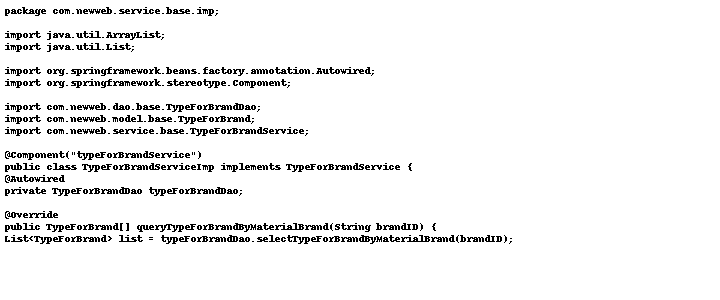 package com.newweb.service.base.imp;

import java.util.ArrayList;
import java.util.List;

import org.springframework.beans.factory.annotation.Autowired;
import org.springframework.stereotype.Component;

import com.newweb.dao.base.TypeForBrandDao;
import com.newweb.model.base.TypeForBrand;
import com.newweb.service.base.TypeForBrandService;

@Component("typeForBrandService")
public class TypeForBrandServiceImp implements TypeForBrandService {
@Autowired
private TypeForBrandDao typeForBrandDao;

@Override
public TypeForBrand[] queryTypeForBrandByMaterialBrand(String brandID) {
List<TypeForBrand> list = typeForBrandDao.selectTypeForBrandByMaterialBrand(brandID);